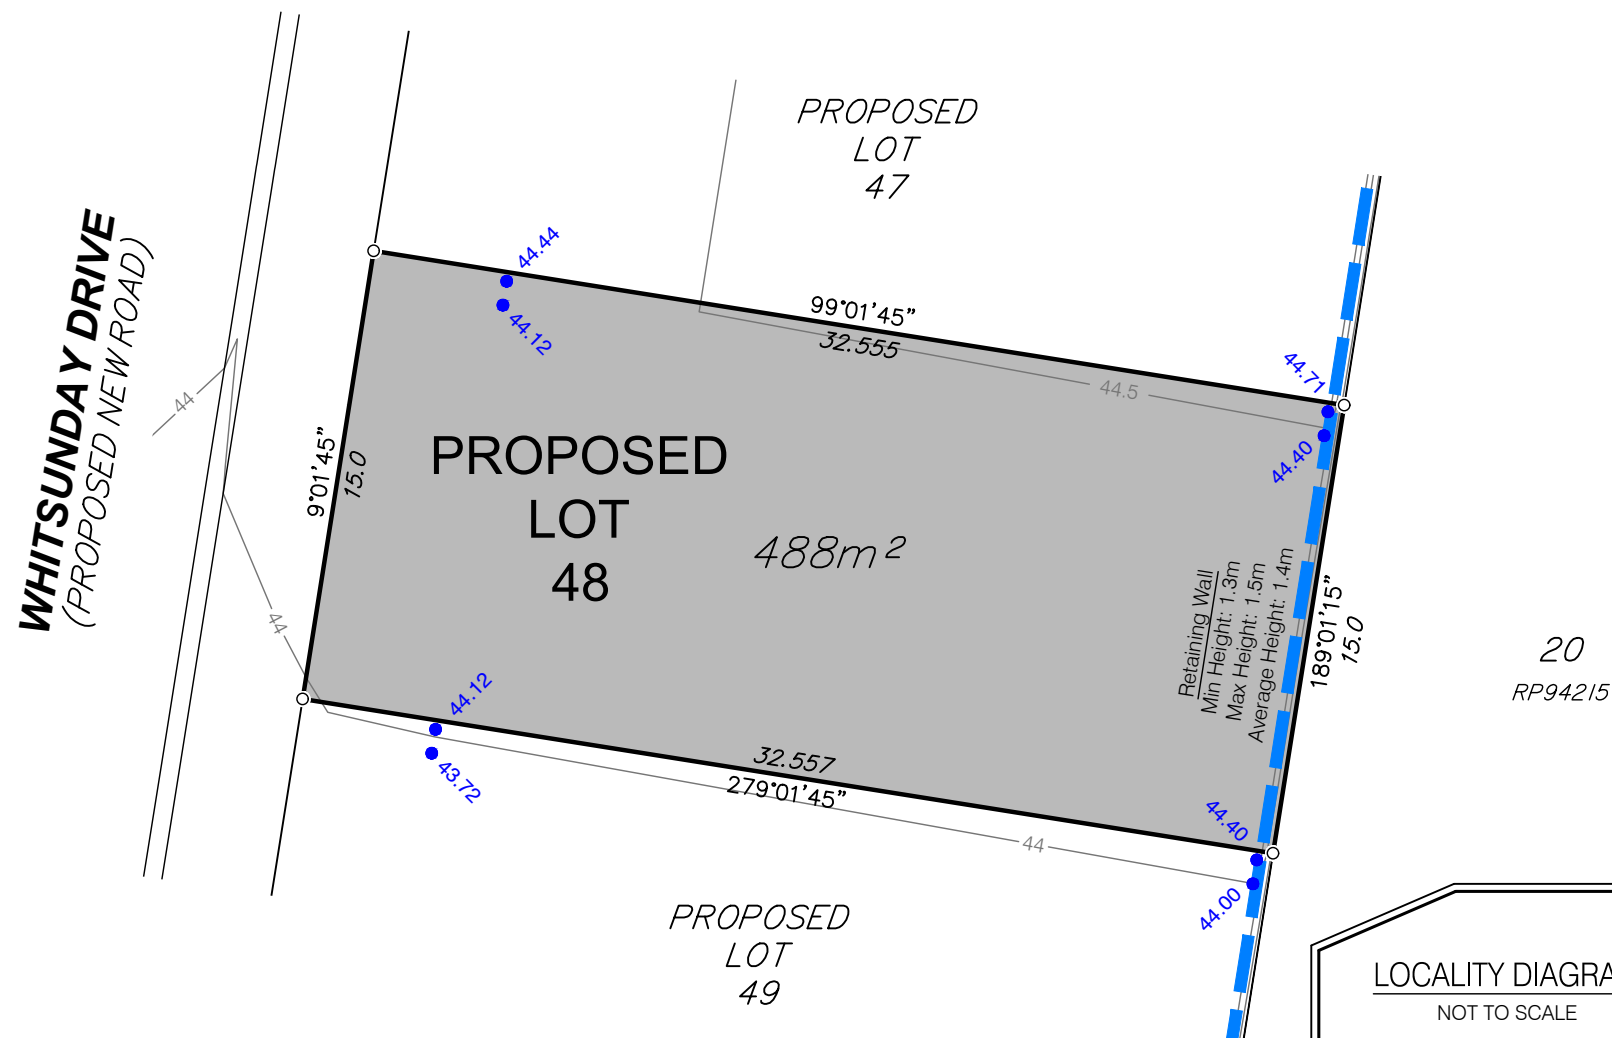 PROPOSED
LOT
47
WHITSUNDAY DRIVE
(PROPOSED NEW ROAD)
44
44
44.44
44.12
99°01'45"
32.555
44.5
44.71
44.40
9°01'45"
15.0
PROPOSED
LOT
48
488m²
Retaining Wall
Min Height: 1.3m
Max Height: 1.5m
Average Height: 1.4m
189°01'15"
15.0
20
RP94215
44.12
43.72
32.557
279°01'45"
44
44.40
44.00
PROPOSED
LOT
49
LOCALITY DIAGRA
NOT TO SCALE